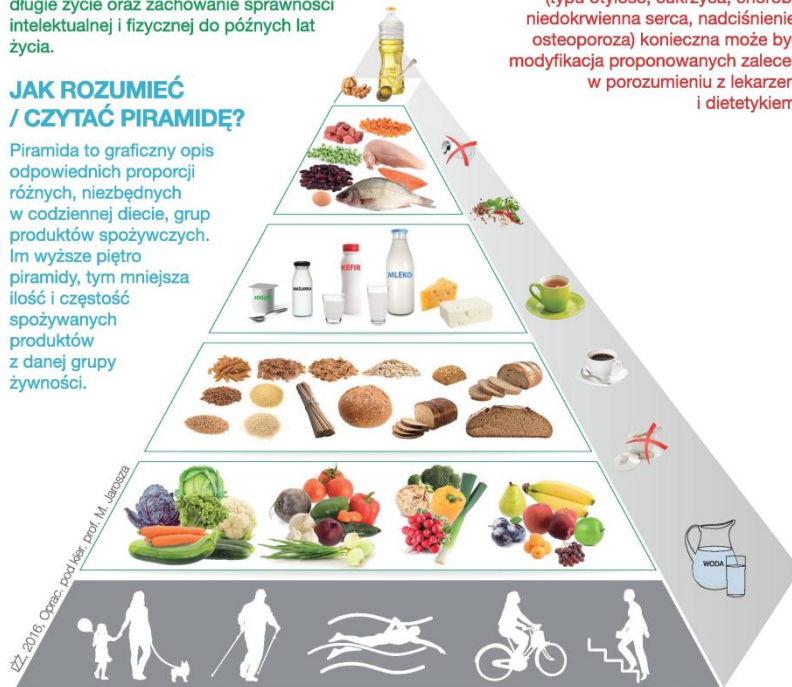 długie życie oraz zachowanie sprawności
intelektualnej i fizycznej do późnych lat
życia.
JAK ROZUMIEĆ
/ CZYTAĆ PIRAMIDĘ?
Piramida to graficzny opis
odpowiednich proporcji
różnych, niezbędnych
w codziennej diecie, grup
produktów spożywczych.
Im wyższe piętro
piramidy, tym mniejsza
ilość i częstość
spożywanych
produktów
z danej grupy
żywności.
niedokrwienna serca, nadciśnienie
osteoporoza) konieczna może by
modyfikacja proponowanych zalece
w porozumieniu z lekarzem
i dietetykiem
JOGURT
MAŚLANKA
KEFIR
MLEKO
WODA
IŻŻ, 2016, Oprac. pod kier. prof. M. Jarosza